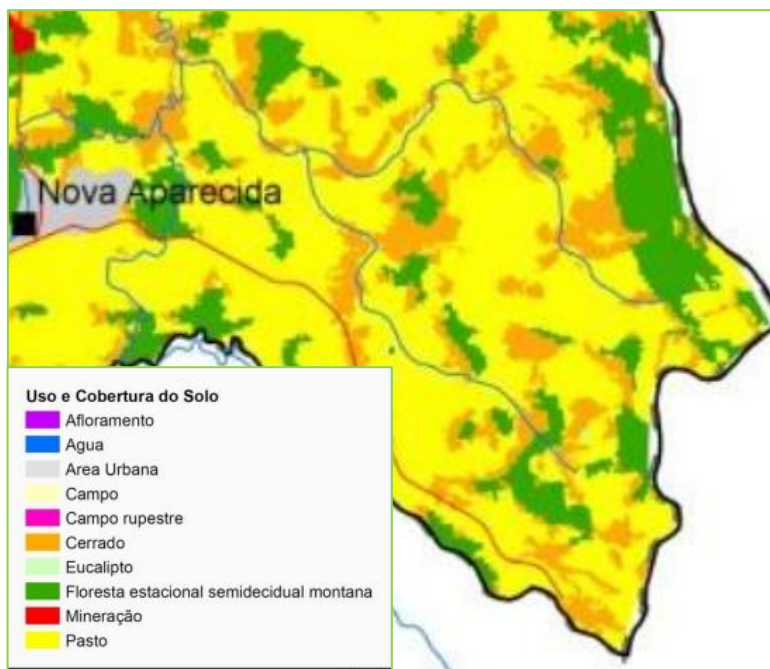 Nova Aparecida
Uso e Cobertura do Solo
Afloramento
Agua
Area Urbana
Campo
Campo rupestre
Cerrado
Eucalipto
Floresta estacional semidecidual montana
Mineração
Pasto